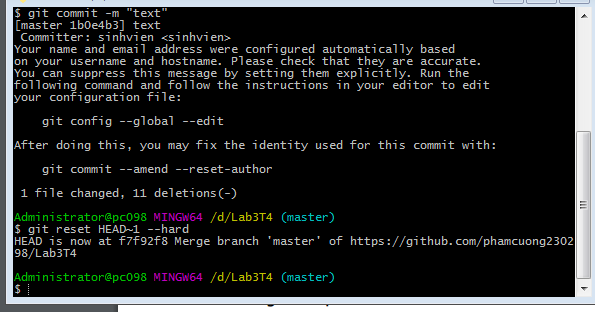 $ git commit -m "text"
[master 1b0e4b3] text
Committer: sinhvien <sinhvien>
Your name and email address were configured automatically based
on your username and hostname. Please check that they are accurate.
You can suppress this message by setting them explicitly. Run the
following command and follow the instructions in your editor to edit
your configuration file:
git config --global --edit
After doing this, you may fix the identity used for this commit with:
git commit --amend --reset-author
1 file changed, 11 deletions(-)
Administrator@pc098 MINGW64 /d/Lab3T4 (master)
$ git reset HEAD~1 --hard
HEAD is now at f7f92f8 Merge branch 'master' of https://github.com/phamcuong2302
98/Lab3T4
Administrator@pc098 MINGW64 /d/Lab3T4 (master)
$